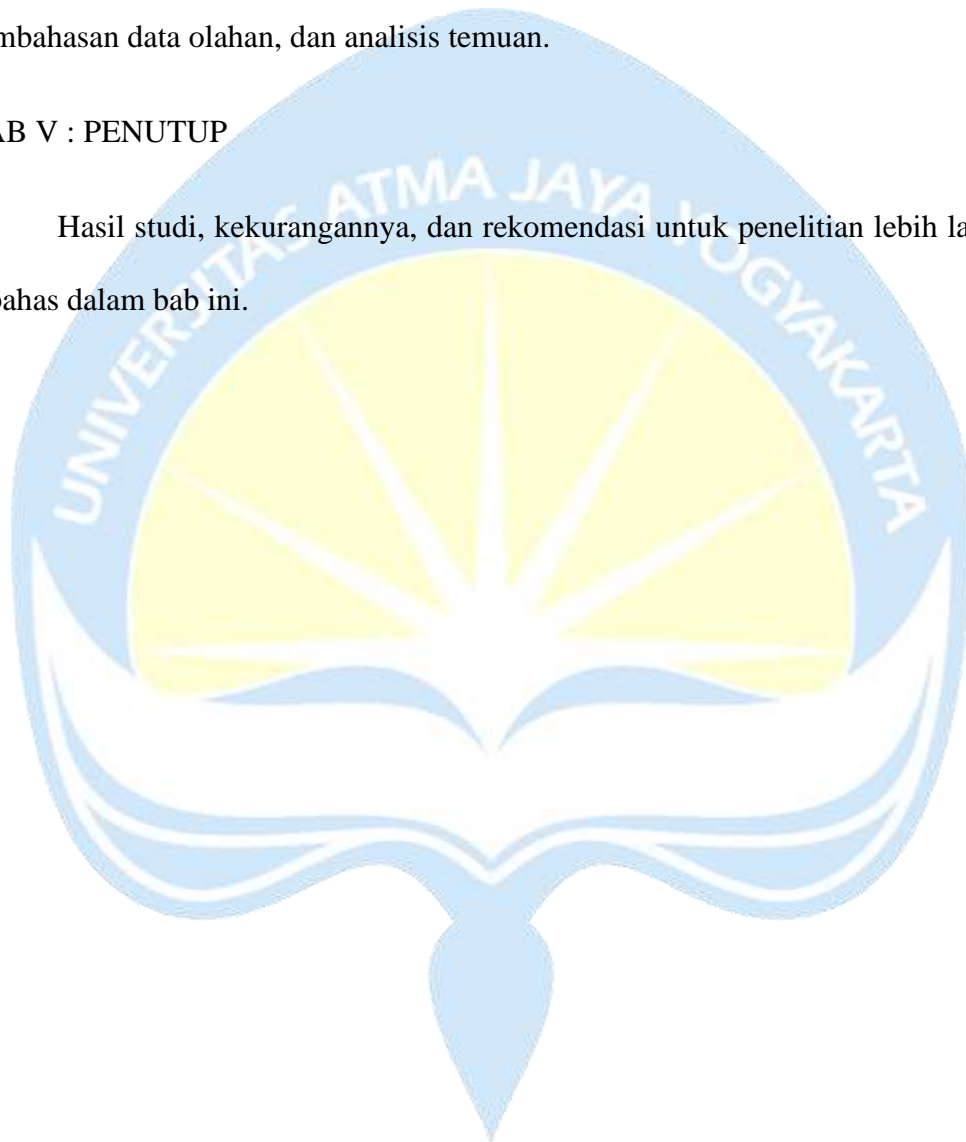 mbahasan data olahan, dan analisis temuan.
AB V : PENUTUP
Hasil studi, kekurangannya, dan rekomendasi untuk penelitian lebih la
bahas dalam bab ini.
UNIVERSITAS ATMA JAYA YOGYAKARTA